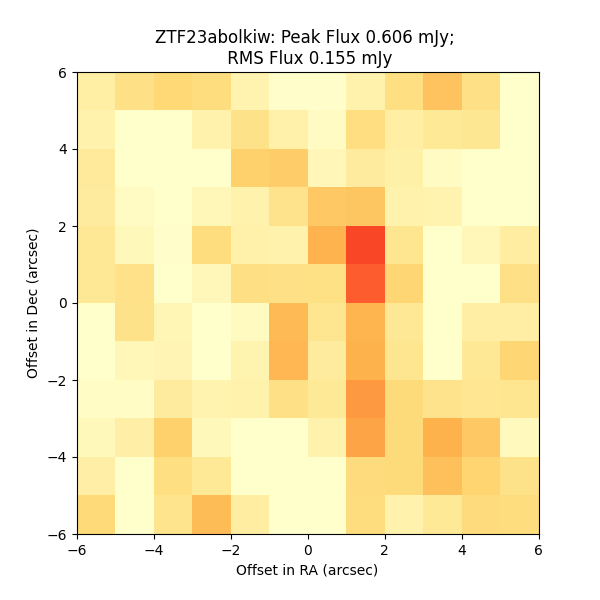 ZTF23abolkiw: Peak Flux 0.606 mJy;
RMS Flux 0.155 mJy
6
4
2
0
−2
−4
−6
Offset in Dec (arcsec)
−6 −4 −2 0 2 4 6
Offset in RA (arcsec)